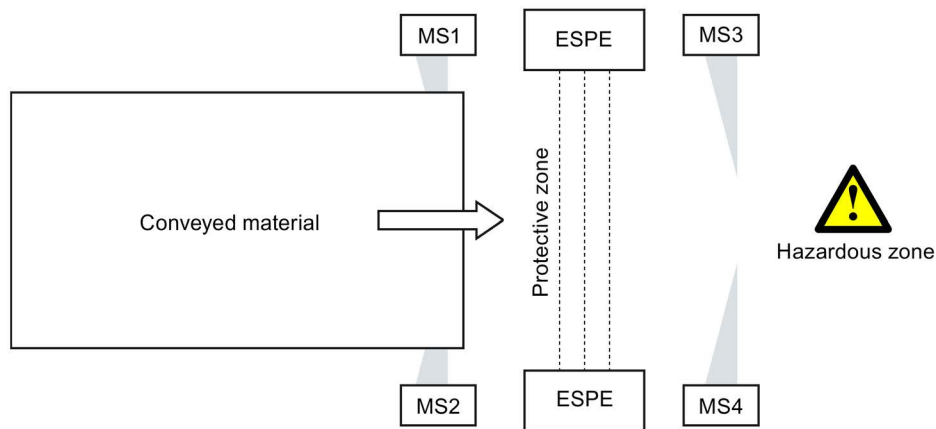 MS1
ESPE
MS3
Conveyed material
Protective zone
Hazardous zone
MS2
ESPE
MS4